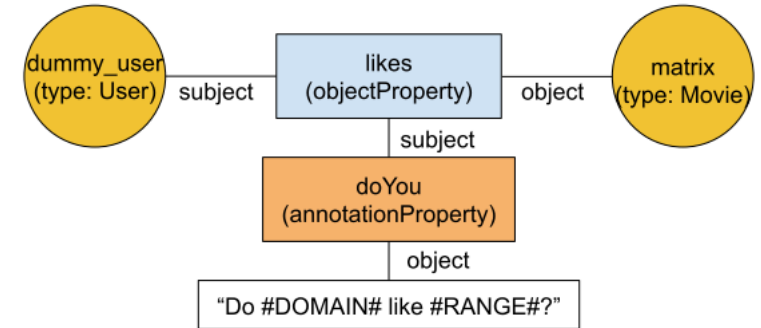 dummy_user
(type: User)
subject
likes
(objectProperty)
object
matrix
(type: Movie)
subject
doYou
(annotationProperty)
object
“Do #DOMAIN# like #RANGE#?”